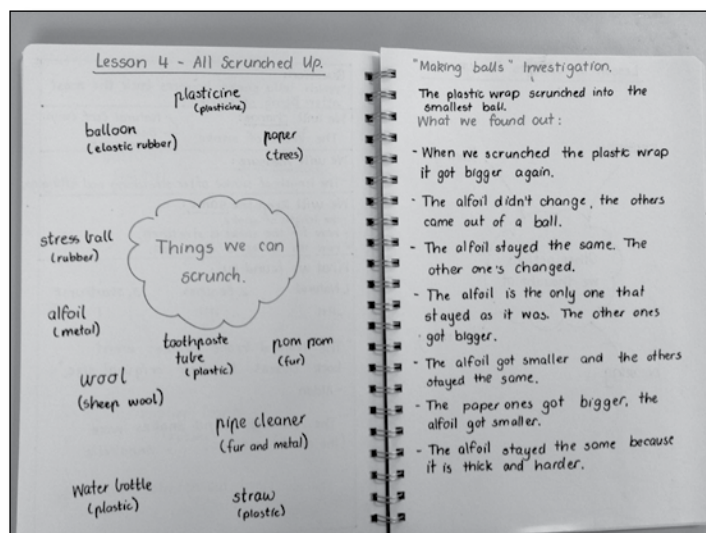 Lesson 4 - All Scrunched Up.
plasticine
(plasticine)
balloon
(elastic rubber)
paper
(trees)
Things we can
scrunch.
stress ball
(rubber)
alfoil
(metal)
toothpaste
tube
(plastic)
pom pom
(fur)
wool
(sheep wool)
pipe cleaner
(fur and metal)
Water bottle
(plastic)
straw
(plastic)
"Making balls" Investigation.
The plastic wrap scrunched into the
smallest ball.
What we found out:
- When we scrunched the plastic wrap
it got bigger again.
- The alfoil didn't change, the others
came out of a ball.
- The alfoil stayed the same. The
other one's changed.
- The alfoil is the only one that
stayed as it was. The other ones
got bigger.
- The alfoil got smaller and the others
stayed the same.
- The paper ones got bigger, the
alfoil got smaller.
- The alfoil stayed the same because
it is thick and harder.